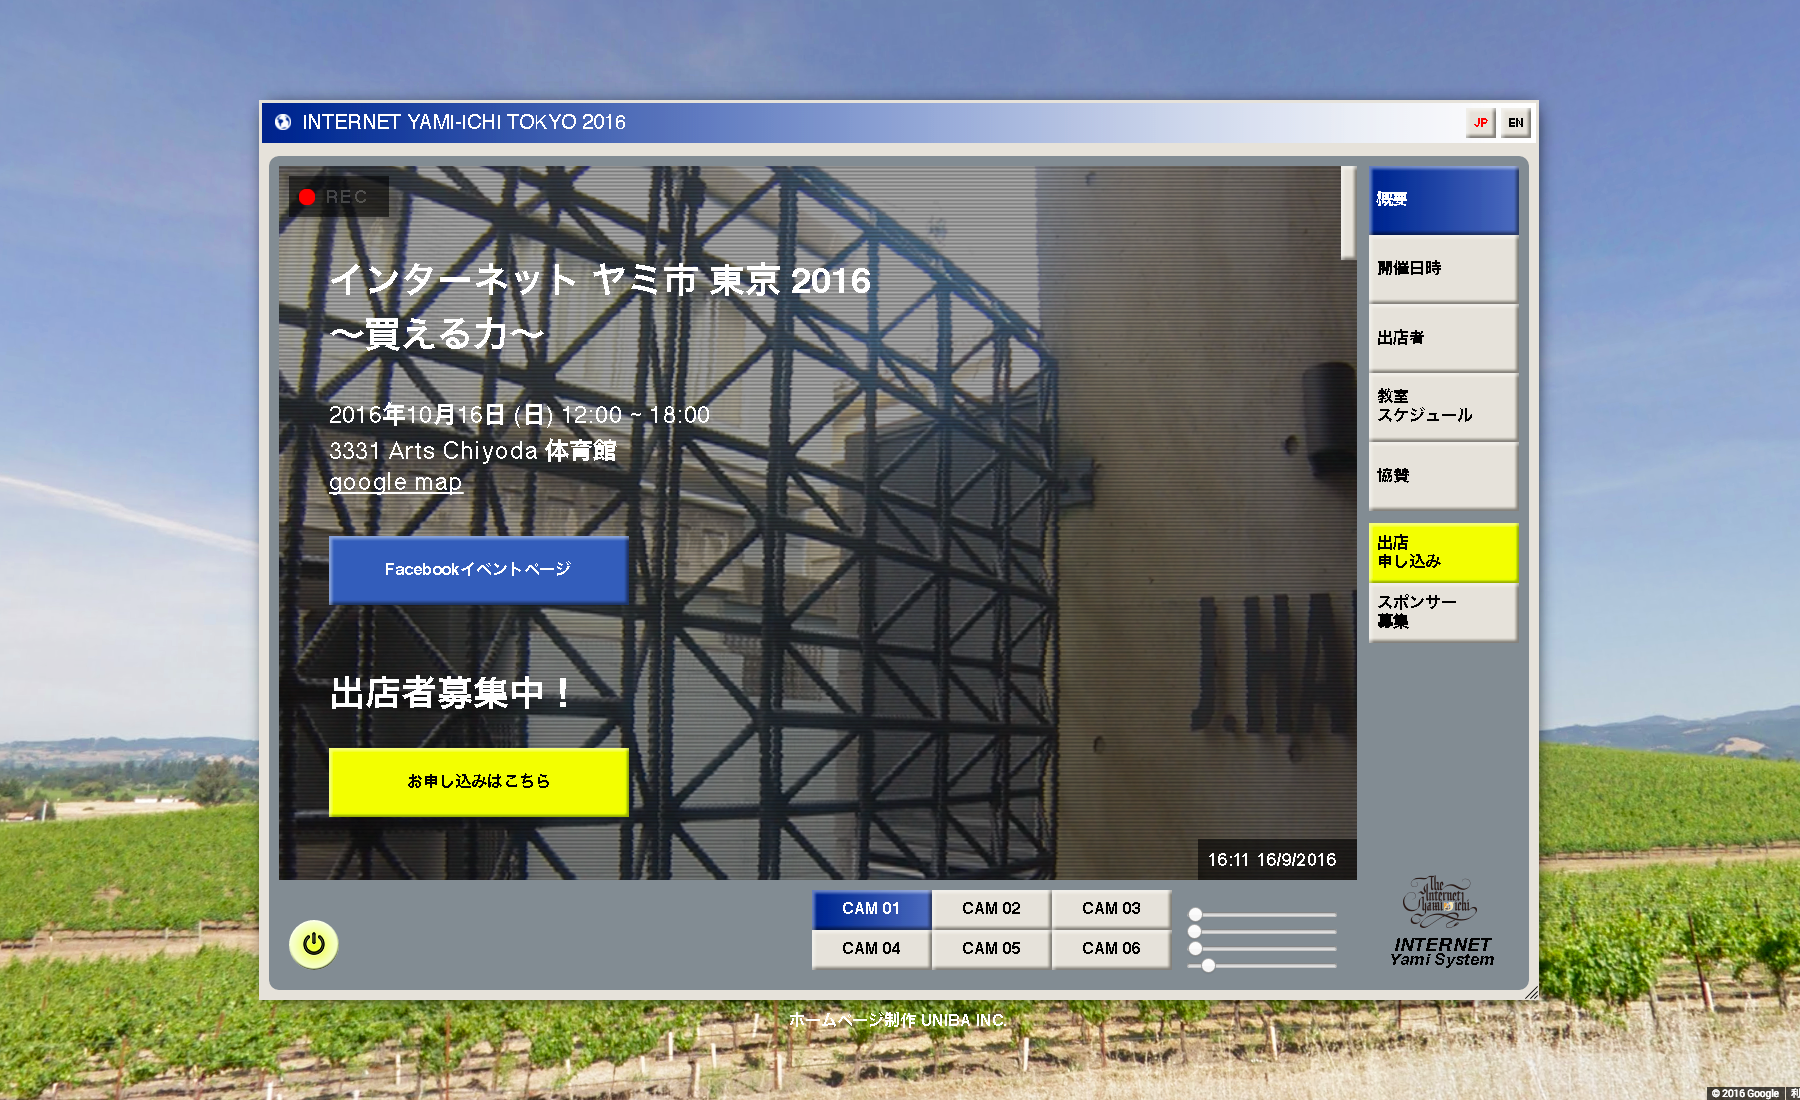 INTERNET YAMI-ICHI TOKYO 2016
JP
EN
REC
インターネット ヤミ市 東京 2016
〜買える力〜
2016年10月16日 (日) 12:00 ~ 18:00
3331 Arts Chiyoda 体育館
google map
Facebookイベントページ
出店者募集中！
お申し込みはこちら
J.HA
16:11 16/9/2016
概要
開催日時
出店者
教室
スケジュール
協賛
出店
申し込み
スポンサー
募集
CAM 01
CAM 02
CAM 03
CAM 04
CAM 05
CAM 06
The
Internet
Yami-ichi
INTERNET
Yami System
ホームページ制作 UNIBA INC.
© 2016 Google
利